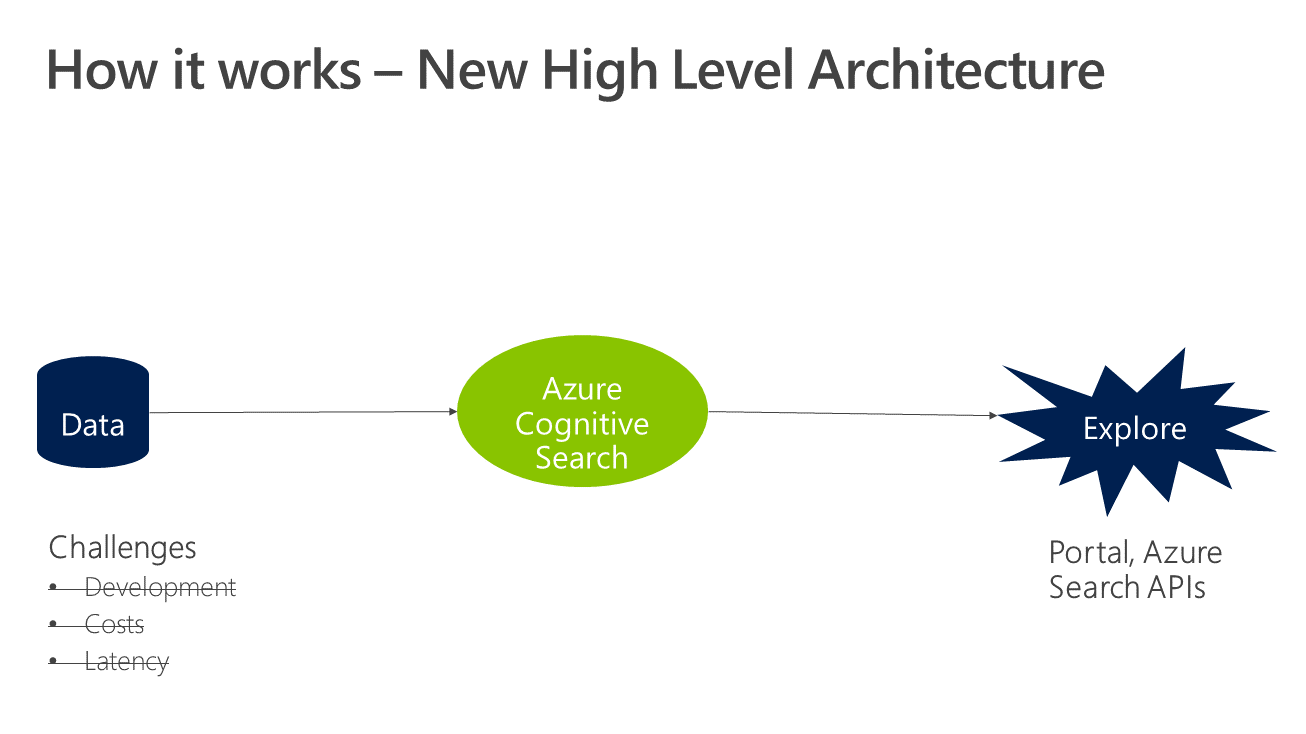 How it works – New High Level Architecture
Data
Azure
Cognitive
Search
Explore
Challenges
• Development
• Costs
• Latency
Portal, Azure
Search APIs